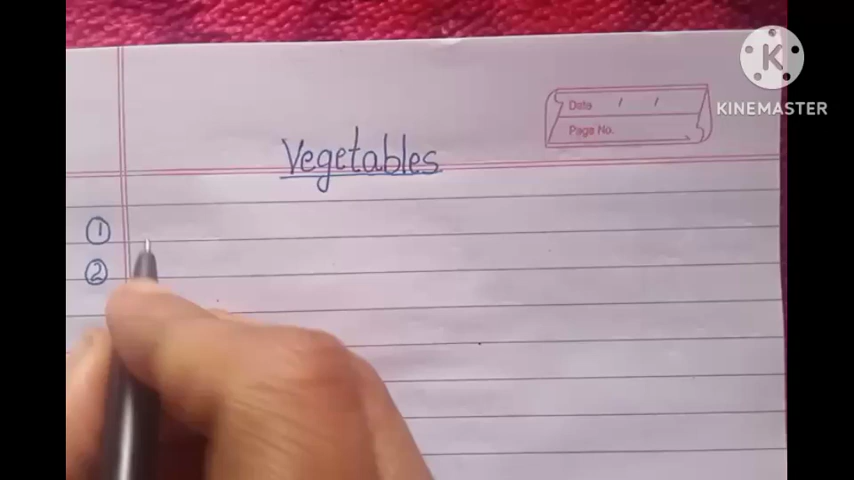 K
KINEMASTER
Date / /
Page No.
Vegetables
1
2